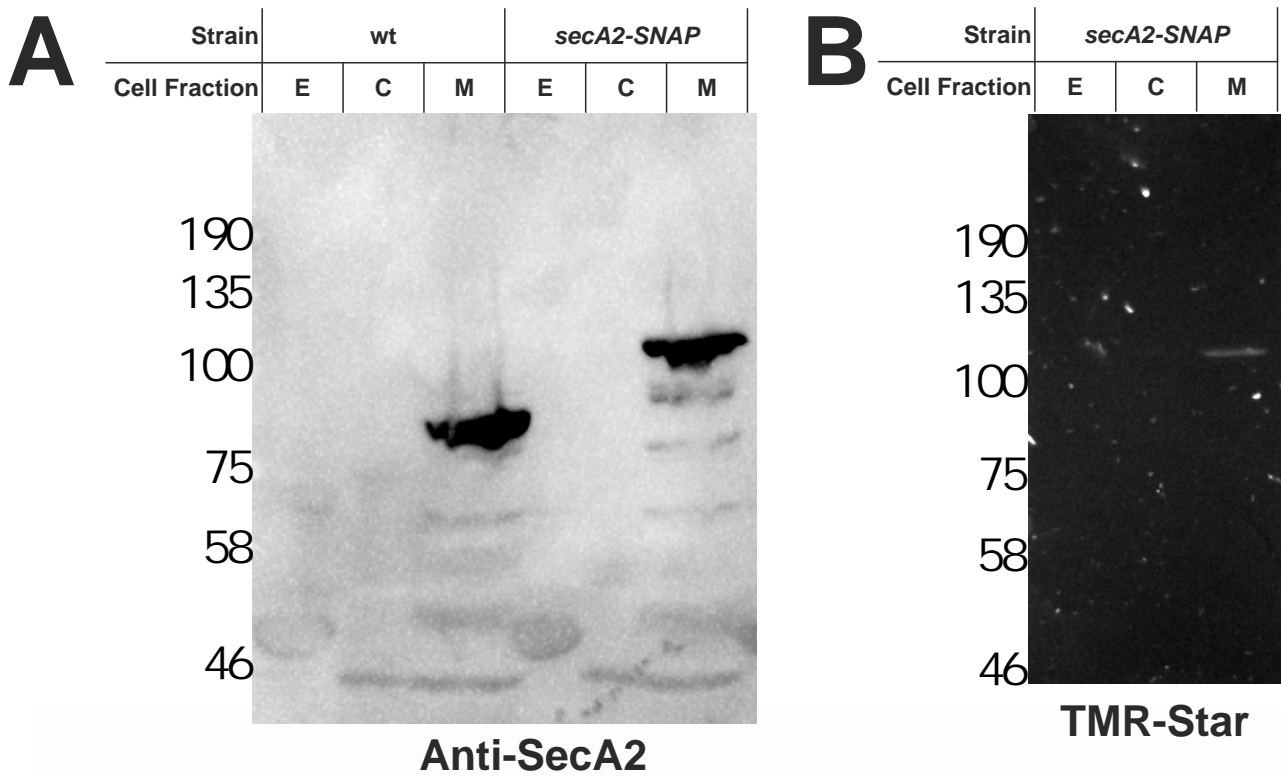 A
Strain wt secA2-SNAP
Cell Fraction E C M E C M
190
135
100
75
58
46
Anti-SecA2
B
Strain secA2-SNAP
Cell Fraction E C M
190
135
100
75
58
46
TMR-Star